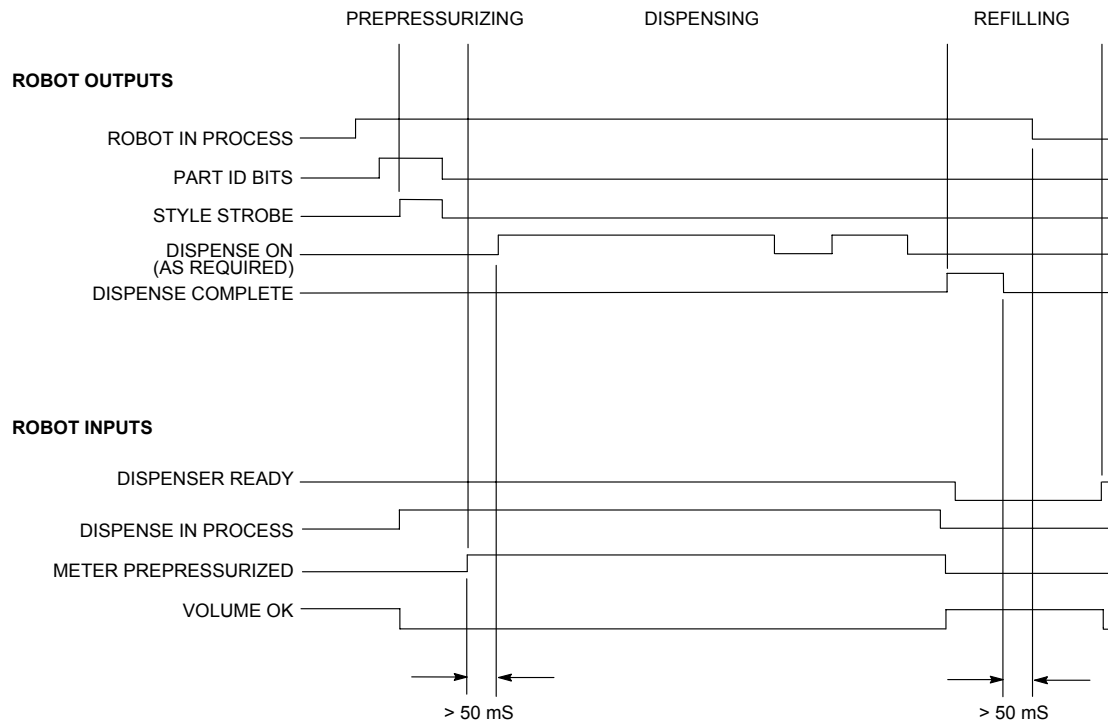 PREPRESSURIZING DISPENSING REFILLING
ROBOT OUTPUTS
ROBOT IN PROCESS
PART ID BITS
STYLE STROBE
DISPENSE ON
(AS REQUIRED)
DISPENSE COMPLETE
ROBOT INPUTS
DISPENSER READY
DISPENSE IN PROCESS
METER PREPRESSURIZED
VOLUME OK
> 50 mS > 50 mS